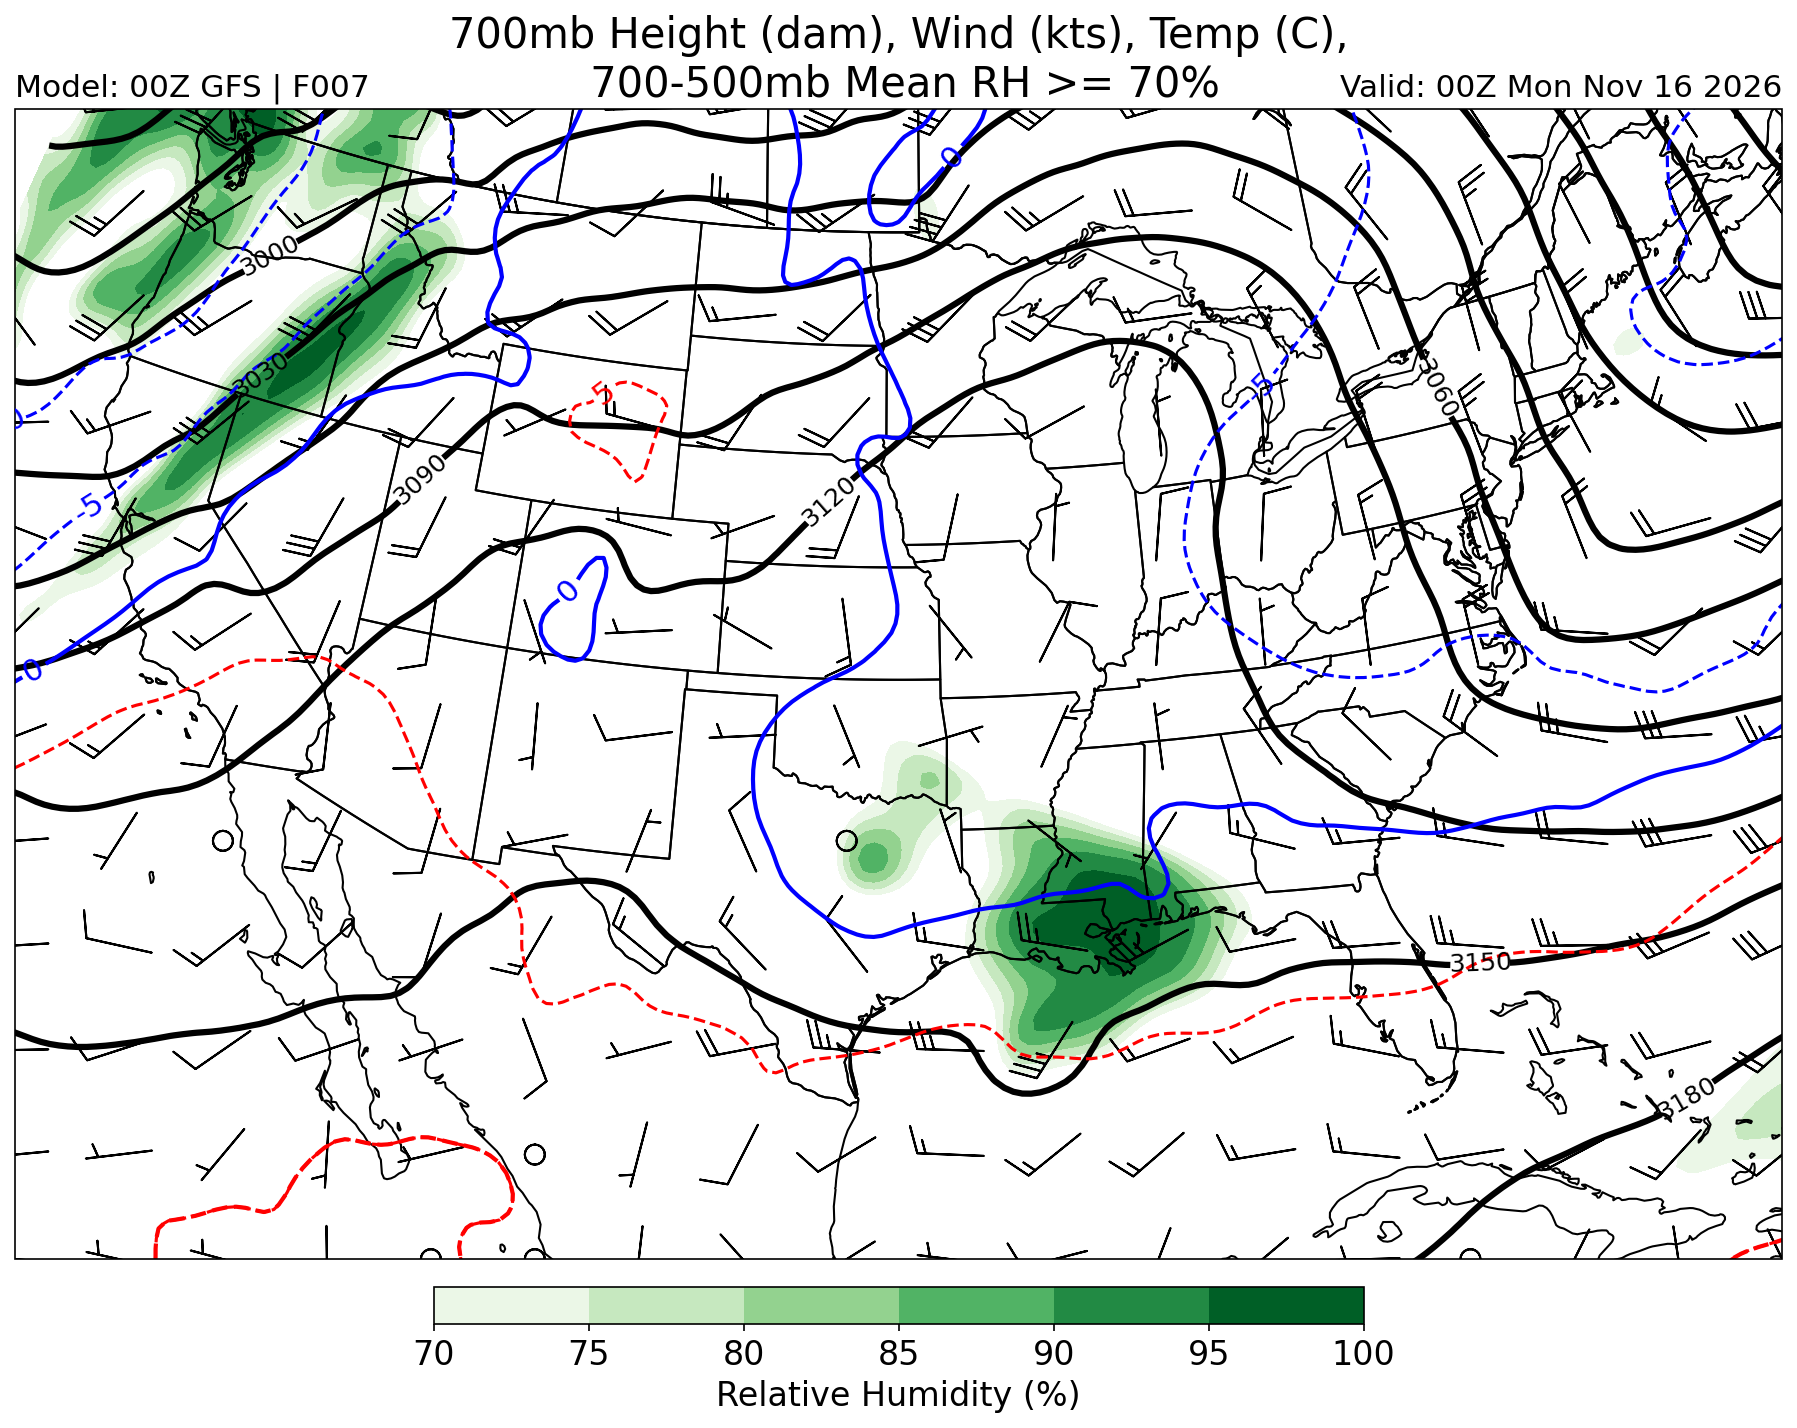 700mb Height (dam), Wind (kts), Temp (C),
700-500mb Mean RH >= 70%
Model: 00Z GFS | F007
Valid: 00Z Mon Nov 16 2026
0
3000
3030
5
-5
3060
-5
3090
3120
0
0
3150
3180
70 75 80 85 90 95 100
Relative Humidity (%)